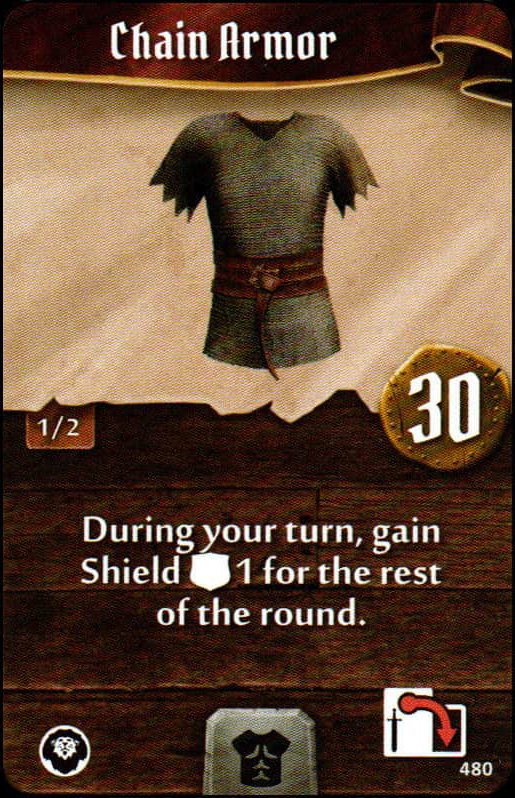 Chain Armor
30
1/2
During your turn, gain
Shield 1 for the rest
of the round.
480